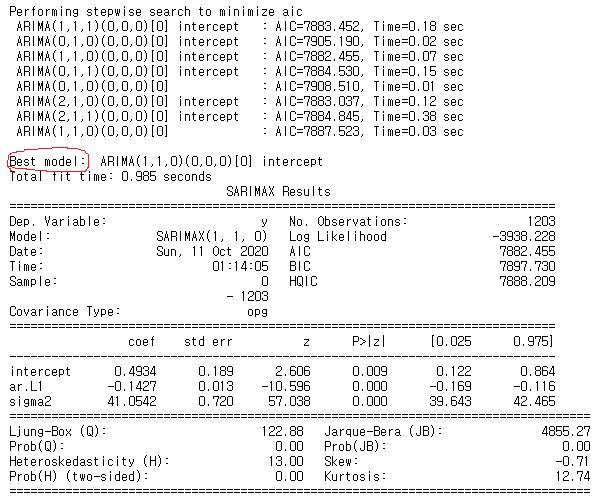 Performing stepwise search to minimize aic
ARIMA(1,1,1)(0,0,0)[0] intercept : AIC=7883.452, Time=0.18 sec
ARIMA(0,1,0)(0,0,0)[0] intercept : AIC=7905.190, Time=0.02 sec
ARIMA(1,1,0)(0,0,0)[0] intercept : AIC=7882.455, Time=0.07 sec
ARIMA(0,1,1)(0,0,0)[0] intercept : AIC=7884.530, Time=0.15 sec
ARIMA(0,1,0)(0,0,0)[0] : AIC=7908.510, Time=0.01 sec
ARIMA(2,1,0)(0,0,0)[0] intercept : AIC=7883.037, Time=0.12 sec
ARIMA(2,1,1)(0,0,0)[0] intercept : AIC=7884.845, Time=0.38 sec
ARIMA(1,1,0)(0,0,0)[0] : AIC=7887.523, Time=0.03 sec
Best model: ARIMA(1,1,0)(0,0,0)[0] intercept
Total fit time: 0.985 seconds
SARIMAX Results
==============================================================================
Dep. Variable: y No. Observations: 1203
Model: SARIMAX(1, 1, 0) Log Likelihood -3938.228
Date: Sun, 11 Oct 2020 AIC 7882.455
Time: 01:14:05 BIC 7897.730
Sample: 0 HQIC 7888.209
- 1203
Covariance Type: opg
==============================================================================
coef std err z P>|z| [0.025 0.975]
------------------------------------------------------------------------------
intercept 0.4934 0.189 2.606 0.009 0.122 0.864
ar.L1 -0.1427 0.013 -10.596 0.000 -0.169 -0.116
sigma2 41.0542 0.720 57.038 0.000 39.643 42.465
===================================================================================
Ljung-Box (Q): 122.88 Jarque-Bera (JB): 4855.27
Prob(Q): 0.00 Prob(JB): 0.00
Heteroskedasticity (H): 13.00 Skew: -0.71
Prob(H) (two-sided): 0.00 Kurtosis: 12.74
===================================================================================